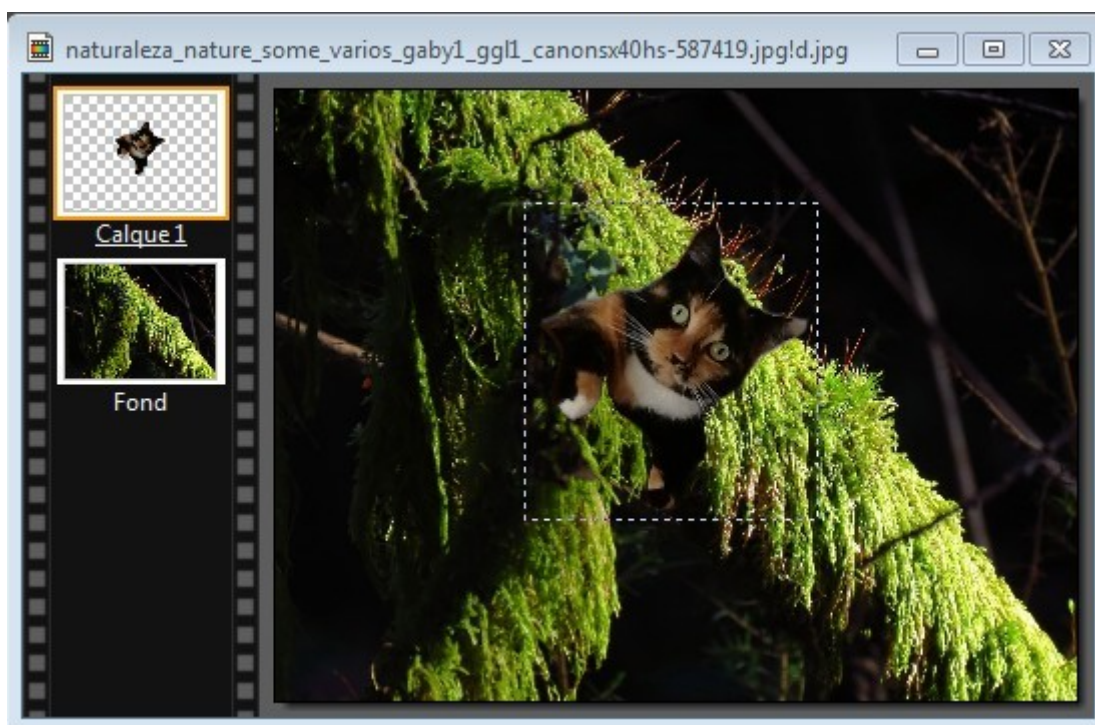 naturaleza_nature_some_varios_gaby1_ggl1_canonsx40hs-587419.jpg!d.jpg
Calque 1
Fond